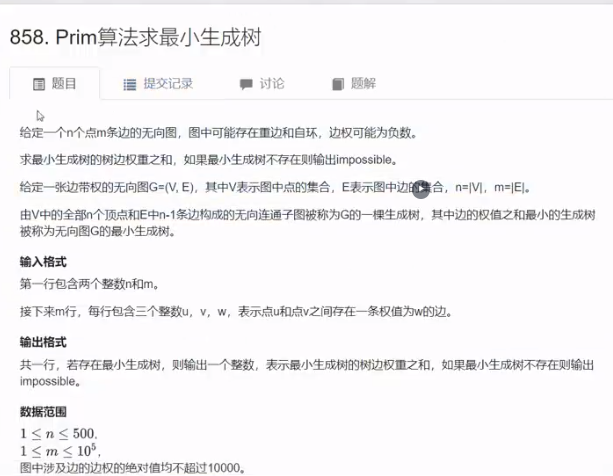 858. Prim算法求最小生成树
题目 提交记录 讨论 题解
给定一个n个点m条边的无向图，图中可能存在重边和自环，边权可能为负数。
求最小生成树的树边权重之和，如果最小生成树不存在则输出impossible。
给定一张边带权的无向图G=(V, E)，其中V表示图中点的集合，E表示图中边的集合，n=|V|，m=|E|。
由V中的全部n个顶点和E中n-1条边构成的无向连通子图被称为G的一棵生成树，其中边的权值之和最小的生成树
被称为无向图G的最小生成树。
输入格式
第一行包含两个整数n和m。
接下来m行，每行包含三个整数u，v，w，表示点u和点v之间存在一条权值为w的边。
输出格式
共一行，若存在最小生成树，则输出一个整数，表示最小生成树的树边权重之和，如果最小生成树不存在则输出
impossible。
数据范围
1 ≤ n ≤ 500,
1 ≤ m ≤ 10⁵,
图中涉及边的边权的绝对值均不超过10000。